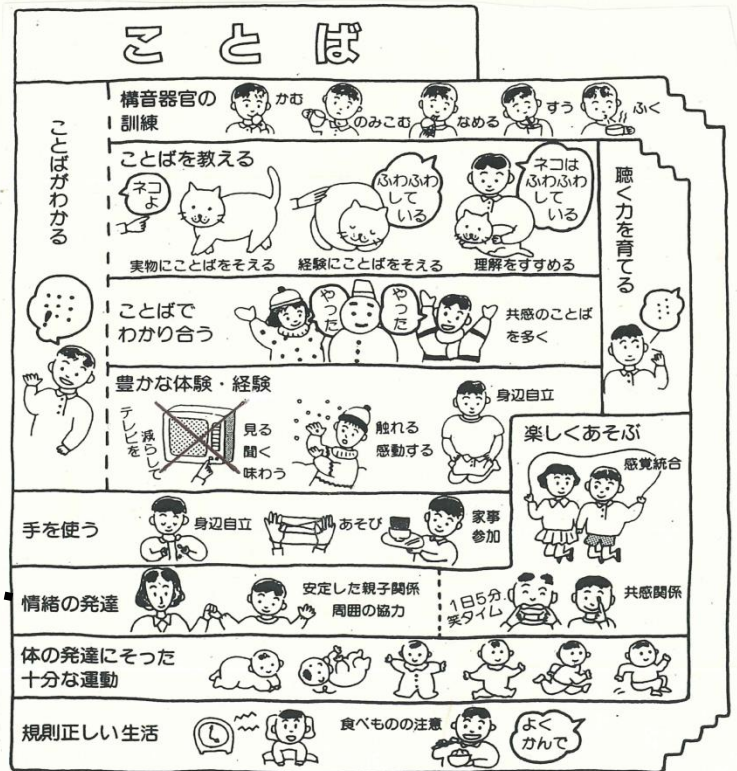 ことば
構音器官の
訓練
かむ
のみこむ
なめる
すう
ふく
ことばがわかる
ことばを教える
ネコ
よ
ふわふわ
して
いる
ネコは
ふわふわ
して
いる
実物にことばをそえる
経験にことばをそえる
理解をすすめる
聴く力を育てる
ことばで
わかり合う
やった
やった
共感のことば
を多く
豊かな体験・経験
テレビを
減らして
見る
聞く
味わう
触れる
感動する
身辺自立
楽しくあそぶ
感覚統合
手を使う
身辺自立
あそび
家事
参加
情緒の発達
安定した親子関係
周囲の協力
1日5分
笑タイム
共感関係
体の発達にそった
十分な運動
規則正しい生活
食べものの注意
よく
かんで